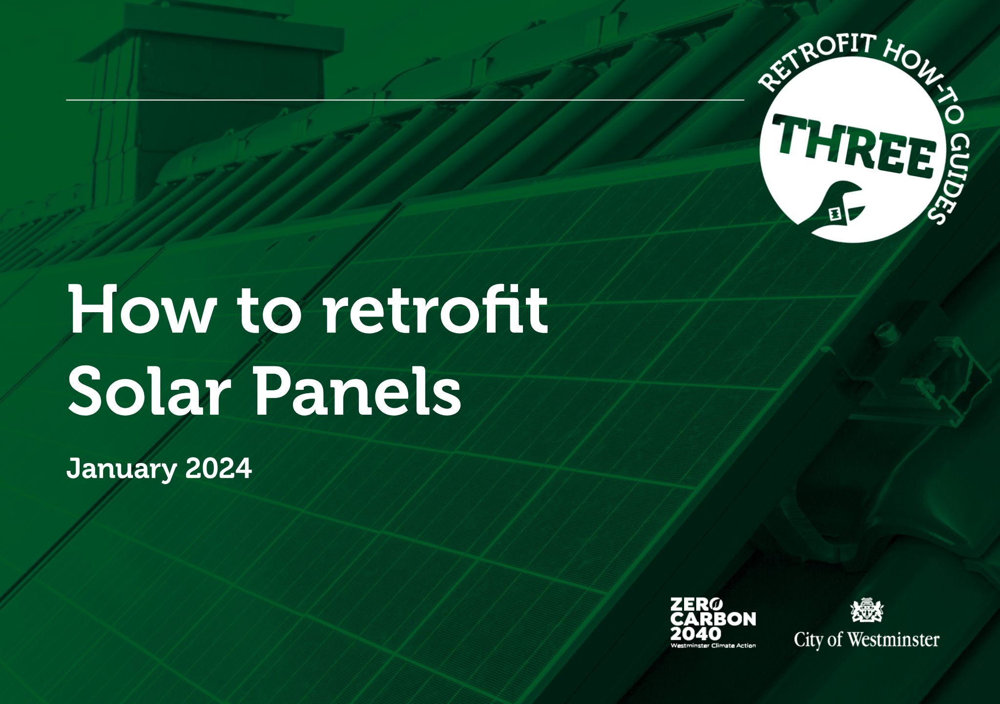 RETROFIT HOW-TO GUIDES
THREE
How to retrofit
Solar Panels
January 2024
ZERO
CARBON
2040
Westminster Climate Action
City of Westminster